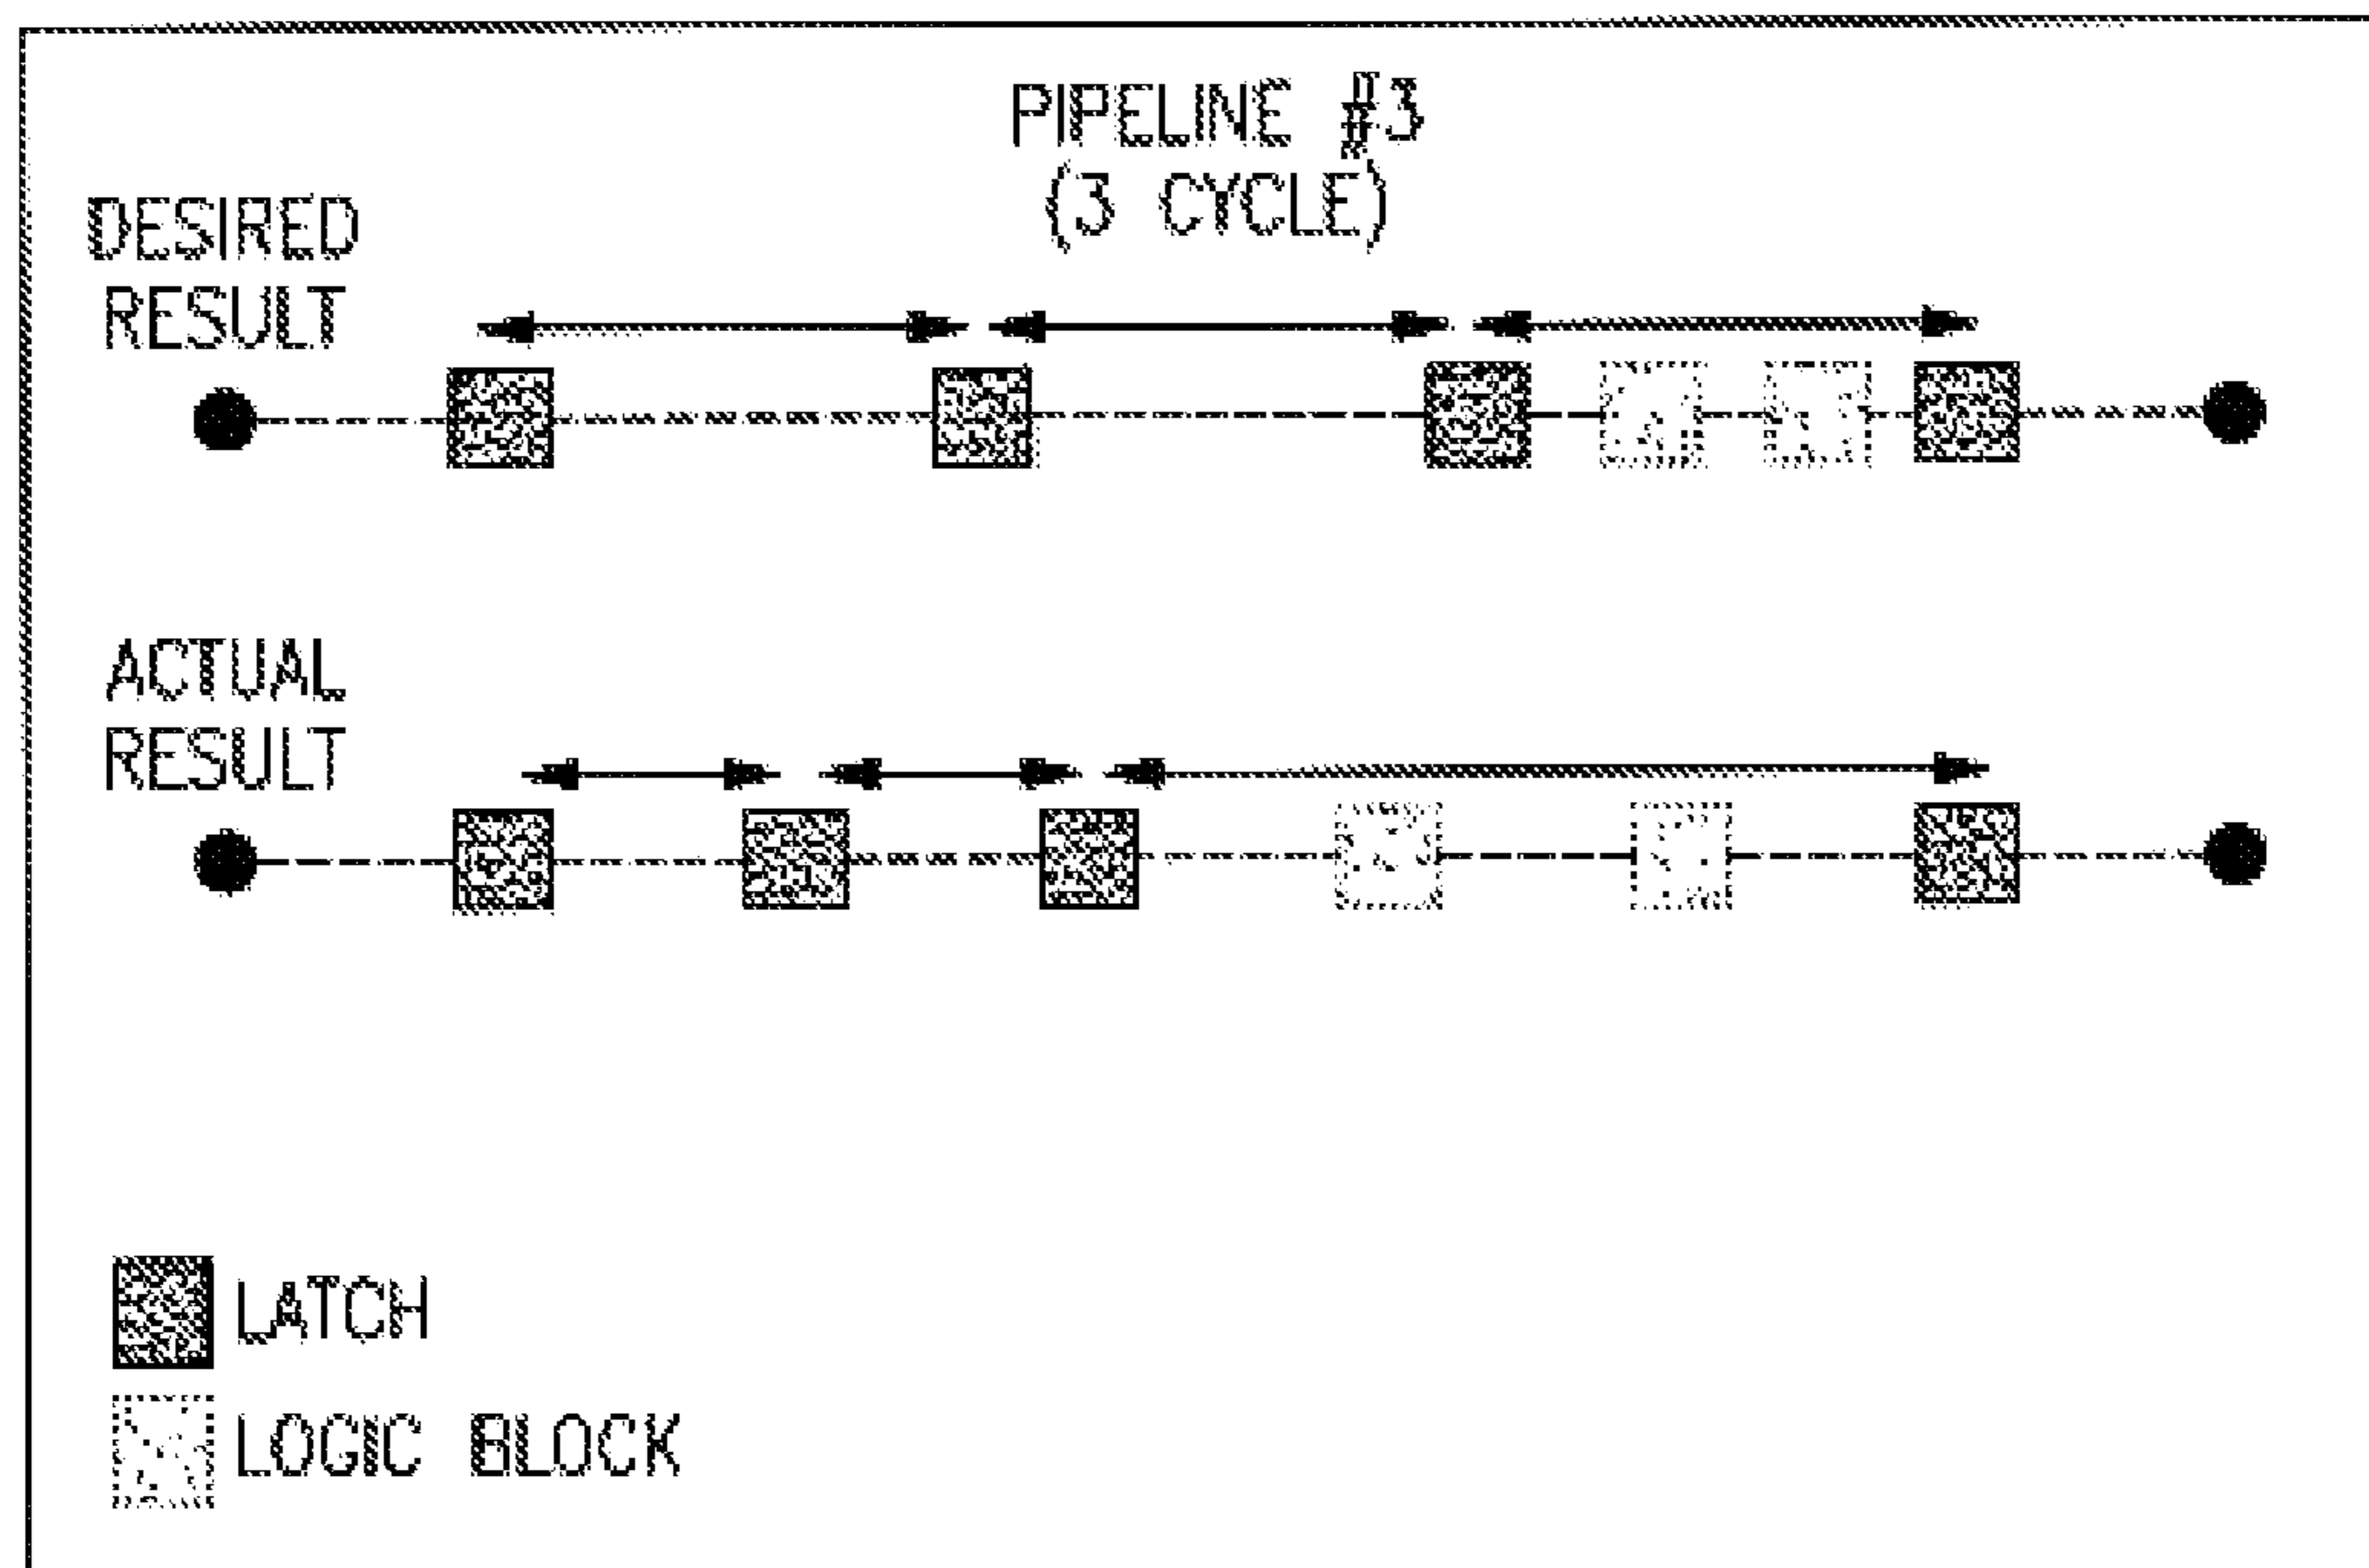 PIPELINE #3
(3 CYCLE)
DESIRED
RESULT
ACTUAL
RESULT
LATCH
LOGIC BLOCK